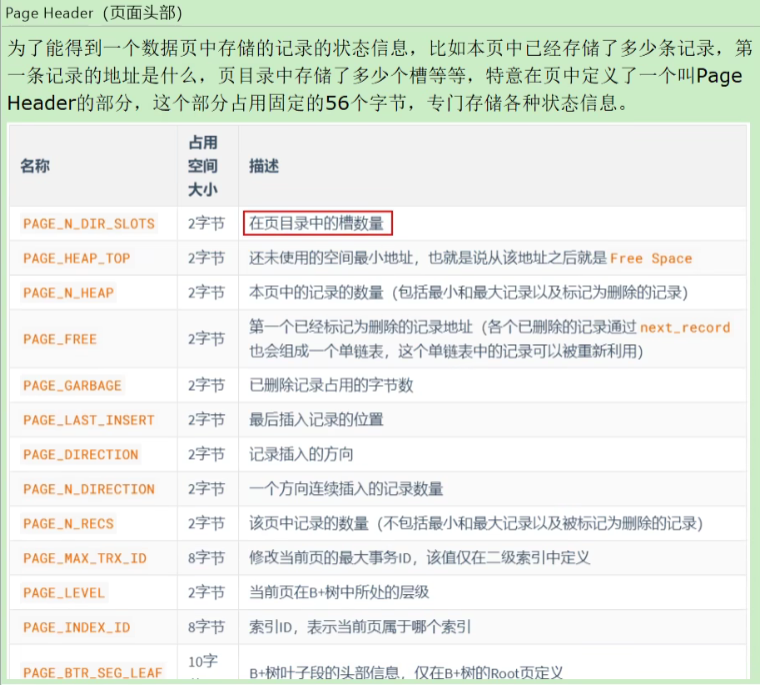 Page Header（页面头部）
为了能得到一个数据页中存储的记录的状态信息，比如本页中已经存储了多少条记录，第
一条记录的地址是什么，页目录中存储了多少个槽等等，特意在页中定义了一个叫Page
Header的部分，这个部分占用固定的56个字节，专门存储各种状态信息。
名称 占用空间大小 描述
PAGE_N_DIR_SLOTS 2字节 在页目录中的槽数量
PAGE_HEAP_TOP 2字节 还未使用的空间最小地址，也就是说从该地址之后就是 Free Space
PAGE_N_HEAP 2字节 本页中的记录的数量（包括最小和最大记录以及标记为删除的记录）
PAGE_FREE 2字节 第一个已经标记为删除的记录地址（各个已删除的记录通过 next_record
也会组成一个单链表，这个单链表中的记录可以被重新利用）
PAGE_GARBAGE 2字节 已删除记录占用的字节数
PAGE_LAST_INSERT 2字节 最后插入记录的位置
PAGE_DIRECTION 2字节 记录插入的方向
PAGE_N_DIRECTION 2字节 一个方向连续插入的记录数量
PAGE_N_RECS 2字节 该页中记录的数量（不包括最小和最大记录以及被标记为删除的记录）
PAGE_MAX_TRX_ID 8字节 修改当前页的最大事务ID，该值仅在二级索引中定义
PAGE_LEVEL 2字节 当前页在B+树中所处的层级
PAGE_INDEX_ID 8字节 索引ID，表示当前页属于哪个索引
PAGE_BTR_SEG_LEAF 10字 B+树叶子段的头部信息，仅在B+树的Root页定义